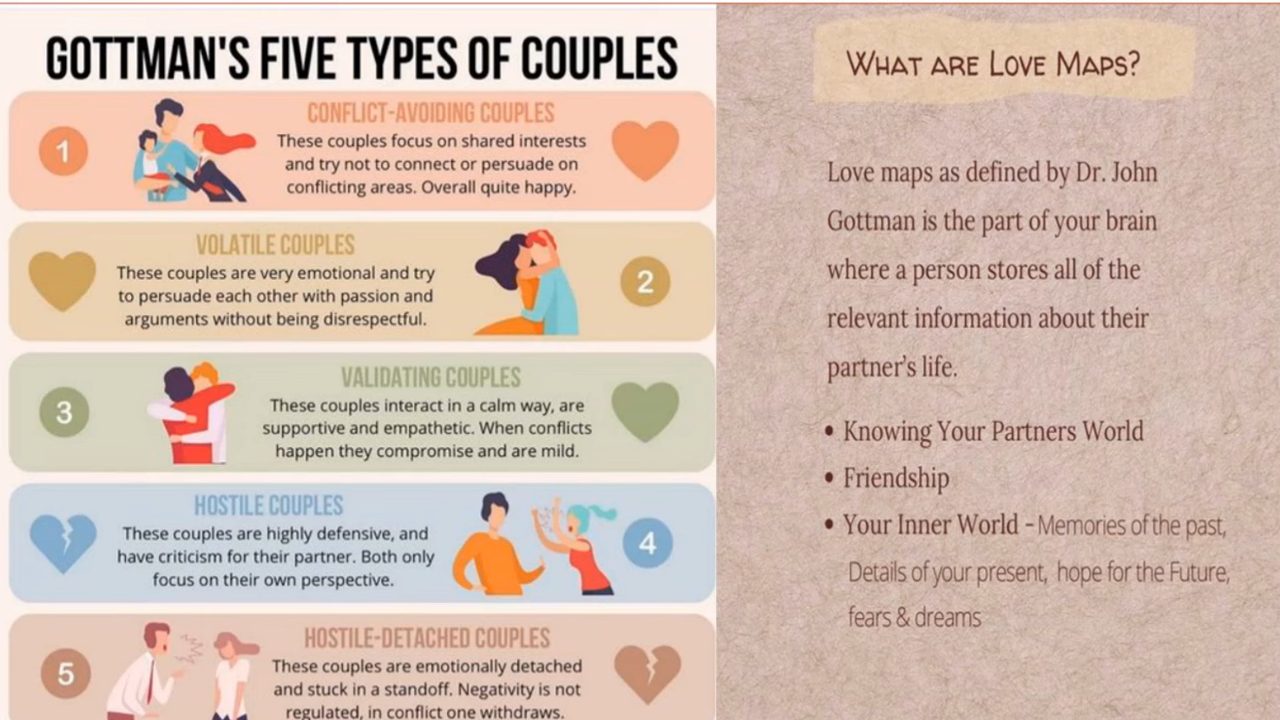 GOTTMAN'S FIVE TYPES OF COUPLES
1
CONFLICT-AVOIDING COUPLES
These couples focus on shared interests
and try not to connect or persuade on
conflicting areas. Overall quite happy.
VOLATILE COUPLES
These couples are very emotional and try
to persuade each other with passion and
arguments without being disrespectful.
2
3
VALIDATING COUPLES
These couples interact in a calm way, are
supportive and empathetic. When conflicts
happen they compromise and are mild.
HOSTILE COUPLES
These couples are highly defensive, and
have criticism for their partner. Both only
focus on their own perspective.
4
5
HOSTILE-DETACHED COUPLES
These couples are emotionally detached
and stuck in a standoff. Negativity is not
regulated, in conflict one withdraws.
WHAT ARE LOVE MAPS?
Love maps as defined by Dr. John
Gottman is the part of your brain
where a person stores all of the
relevant information about their
partner's life.
• Knowing Your Partners World
• Friendship
• Your Inner World - Memories of the past,
Details of your present, hope for the Future,
fears & dreams